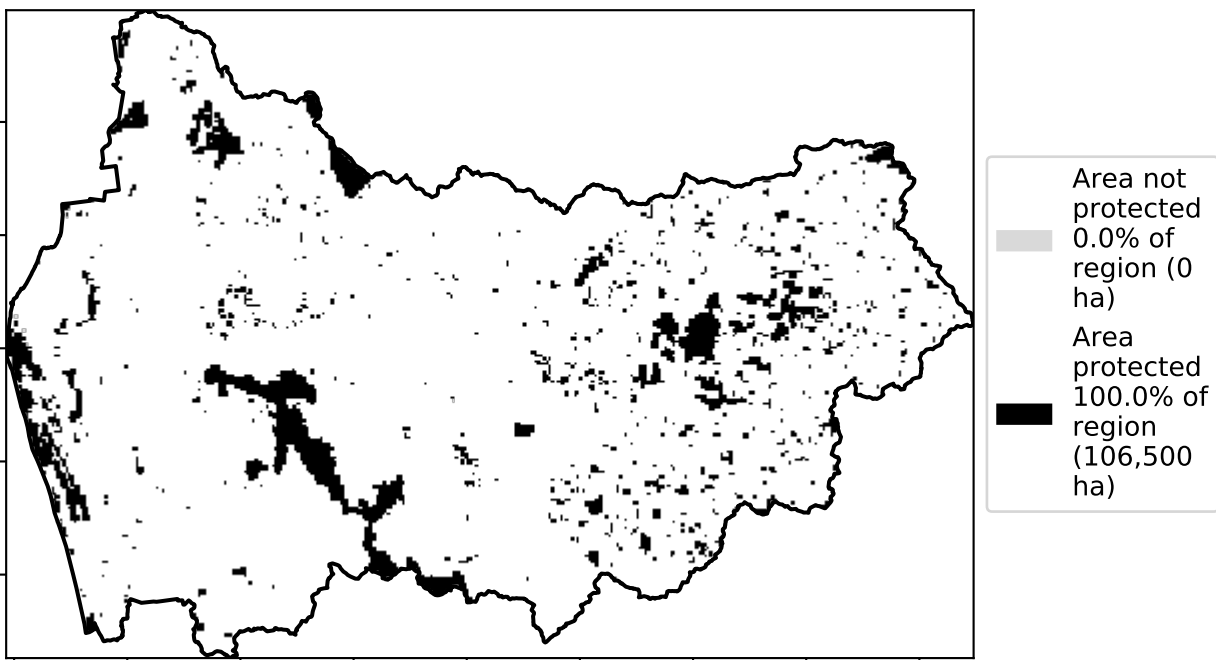 Area not
protected
0.0% of
region (0
ha)
Area
protected
100.0% of
region
(106,500
ha)